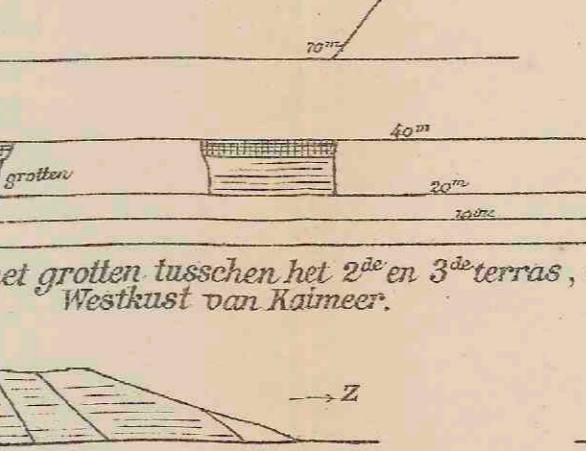 70m
40m
grotten
20m
10m
et grotten tusschen het 2de en 3de terras,
Westkust van Kaimeer.
Z